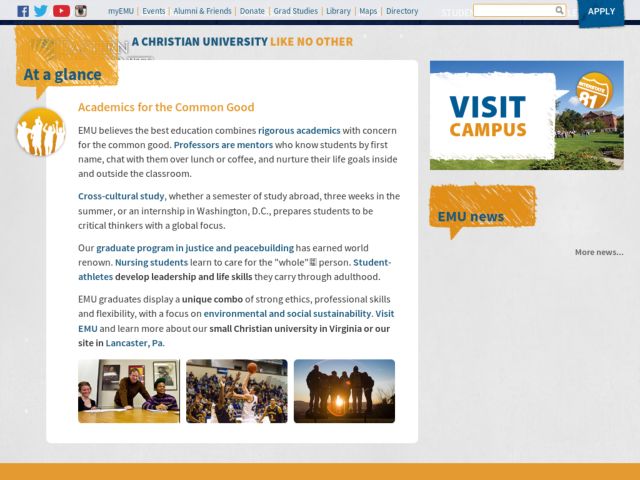 myEMU | Events | Alumni & Friends | Donate | Grad Studies | Library | Maps | Directory
APPLY
A CHRISTIAN UNIVERSITY LIKE NO OTHER
At a glance
Academics for the Common Good
EMU believes the best education combines rigorous academics with concern
for the common good. Professors are mentors who know students by first
name, chat with them over lunch or coffee, and nurture their life goals inside
and outside the classroom.
Cross-cultural study, whether a semester of study abroad, three weeks in the
summer, or an internship in Washington, D.C., prepares students to be
critical thinkers with a global focus.
Our graduate program in justice and peacebuilding has earned world
renown. Nursing students learn to care for the "whole" person. Student-
athletes develop leadership and life skills they carry through adulthood.
EMU graduates display a unique combo of strong ethics, professional skills
and flexibility, with a focus on environmental and social sustainability. Visit
EMU and learn more about our small Christian university in Virginia or our
site in Lancaster, Pa.
VISIT
CAMPUS
INTERSTATE
81
EMU news
More news...